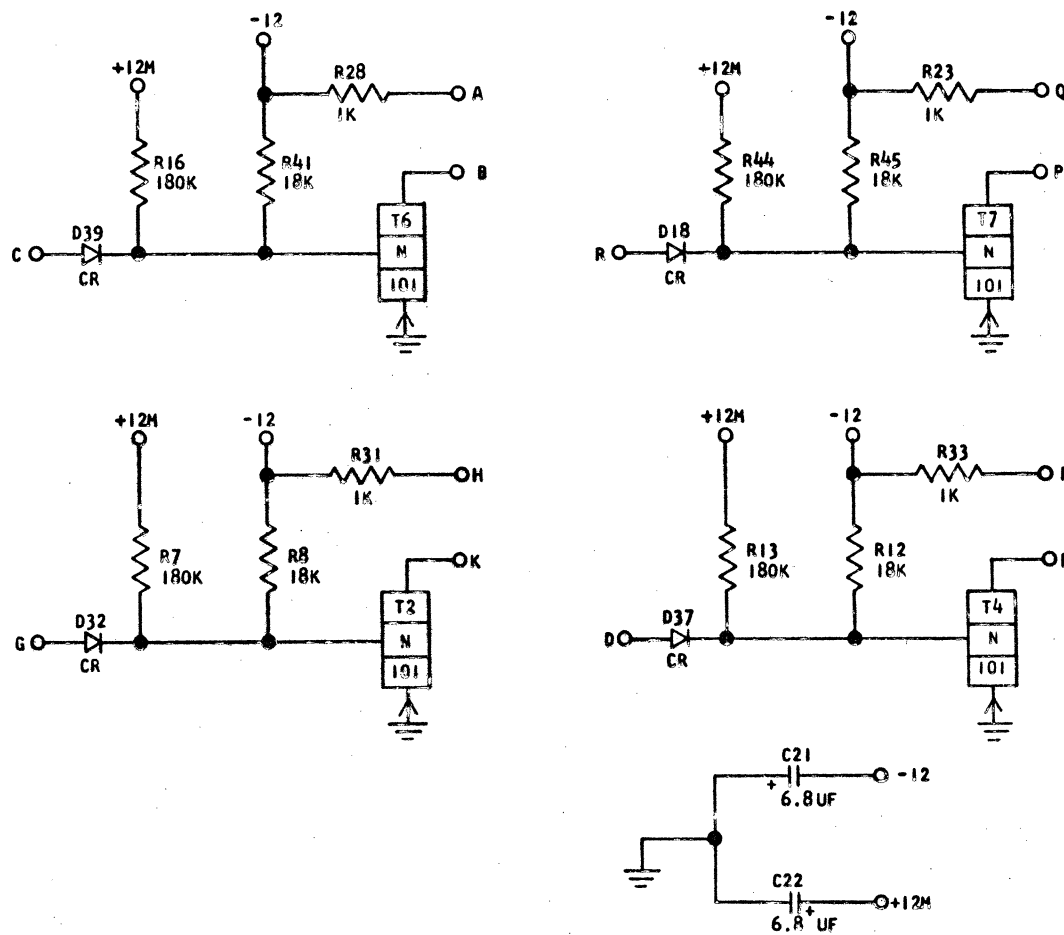 -12
+12M
R28
1K
A
R16
180K
R41
18K
B
T6
N
101
D39
C
CR
-12
+12M
R23
1K
Q
R44
180K
R45
18K
P
T7
N
101
D18
R
CR
+12M
-12
R31
1K
H
R7
180K
R8
18K
K
T2
N
101
D32
G
CR
+12M
-12
R33
1K
R13
180K
R12
18K
T4
N
101
D37
D
CR
C21
-12
+
6.8UF
C22
+12M
+
6.8 UF